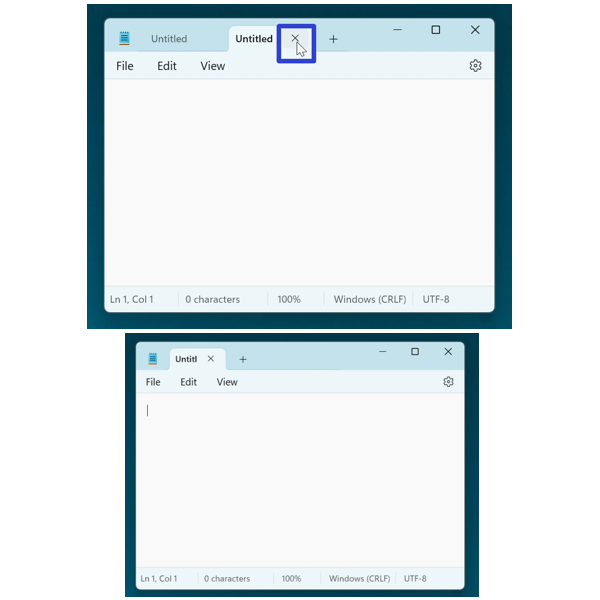 Untitled Untitled
File Edit View
Ln 1, Col 1 0 characters 100% Windows (CRLF) UTF-8
Untitl
File Edit View
Ln 1, Col 1 0 characters 100% Windows (CRLF) UTF-8